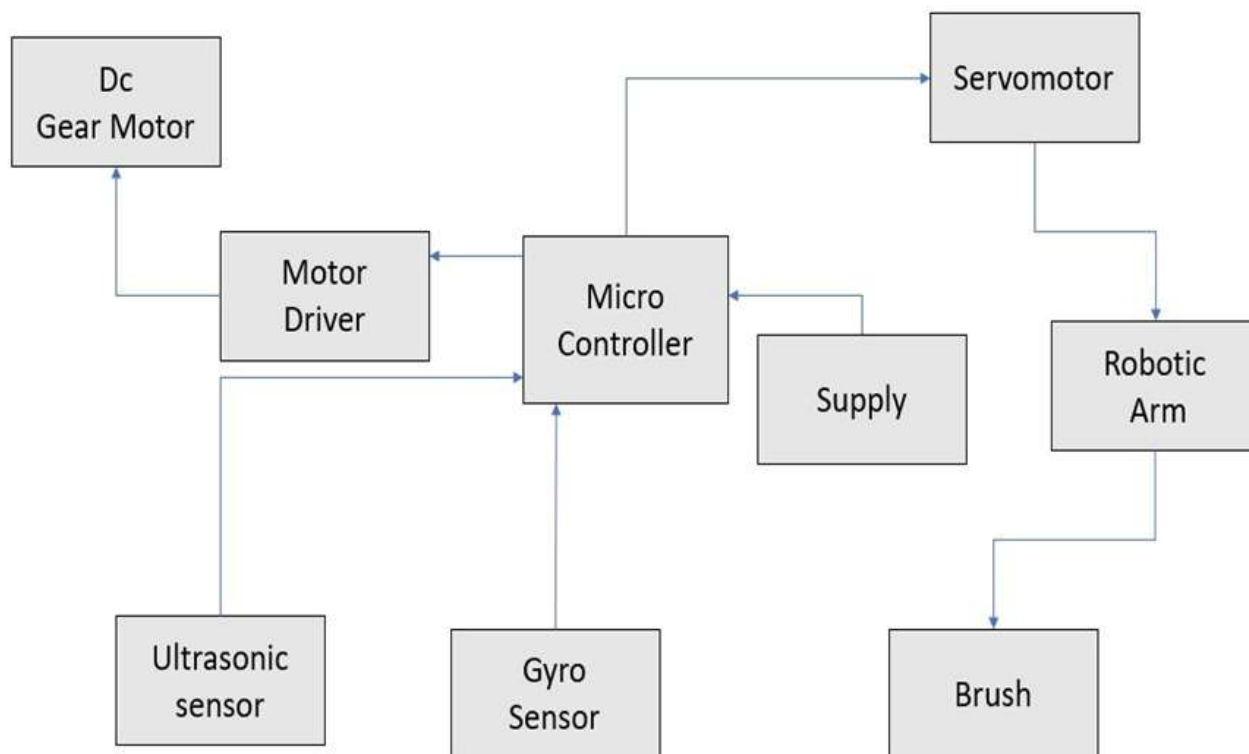 Dc
Gear Motor
Servomotor
Motor
Driver
Micro
Controller
Supply
Robotic
Arm
Ultrasonic
sensor
Gyro
Sensor
Brush